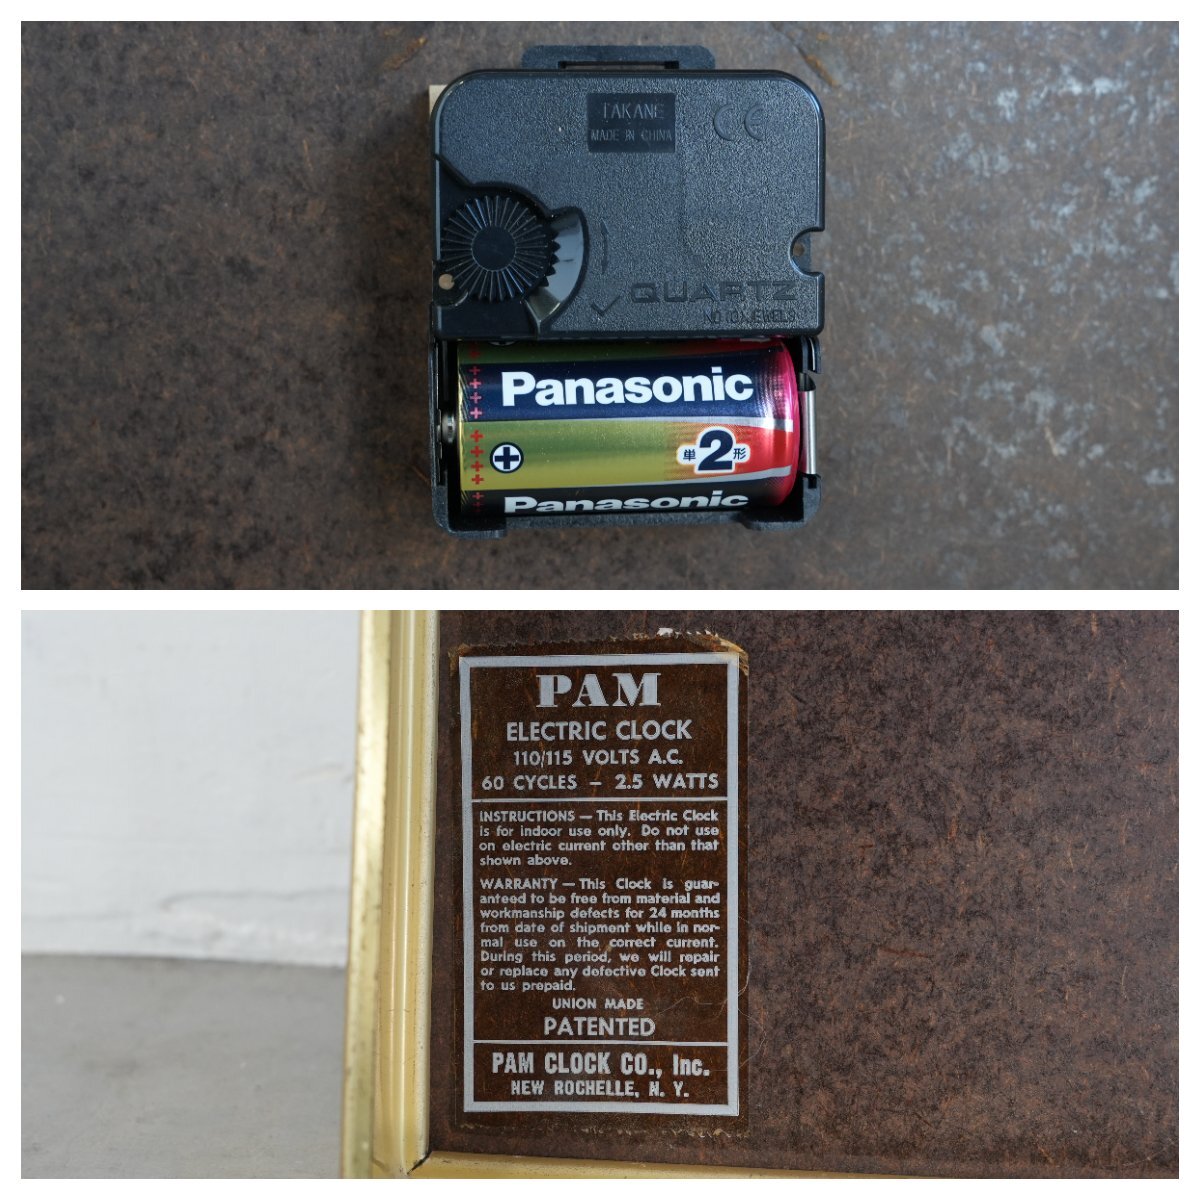 TAKANE
MADE IN CHINA
CE
QUARTZ
NO (0) JEWELS
Panasonic
単2形
Panasonic
PAM
ELECTRIC CLOCK
110/115 VOLTS A.C.
60 CYCLES – 2.5 WATTS
INSTRUCTIONS — This Electric Clock
is for indoor use only. Do not use
on electric current other than that
shown above.
WARRANTY — This Clock is guar-
anteed to be free from material and
workmanship defects for 24 months
from date of shipment while in nor-
mal use on the correct current.
During this period, we will repair
or replace any defective Clock sent
to us prepaid.
UNION MADE
PATENTED
PAM CLOCK CO., Inc.
NEW ROCHELLE, N. Y.